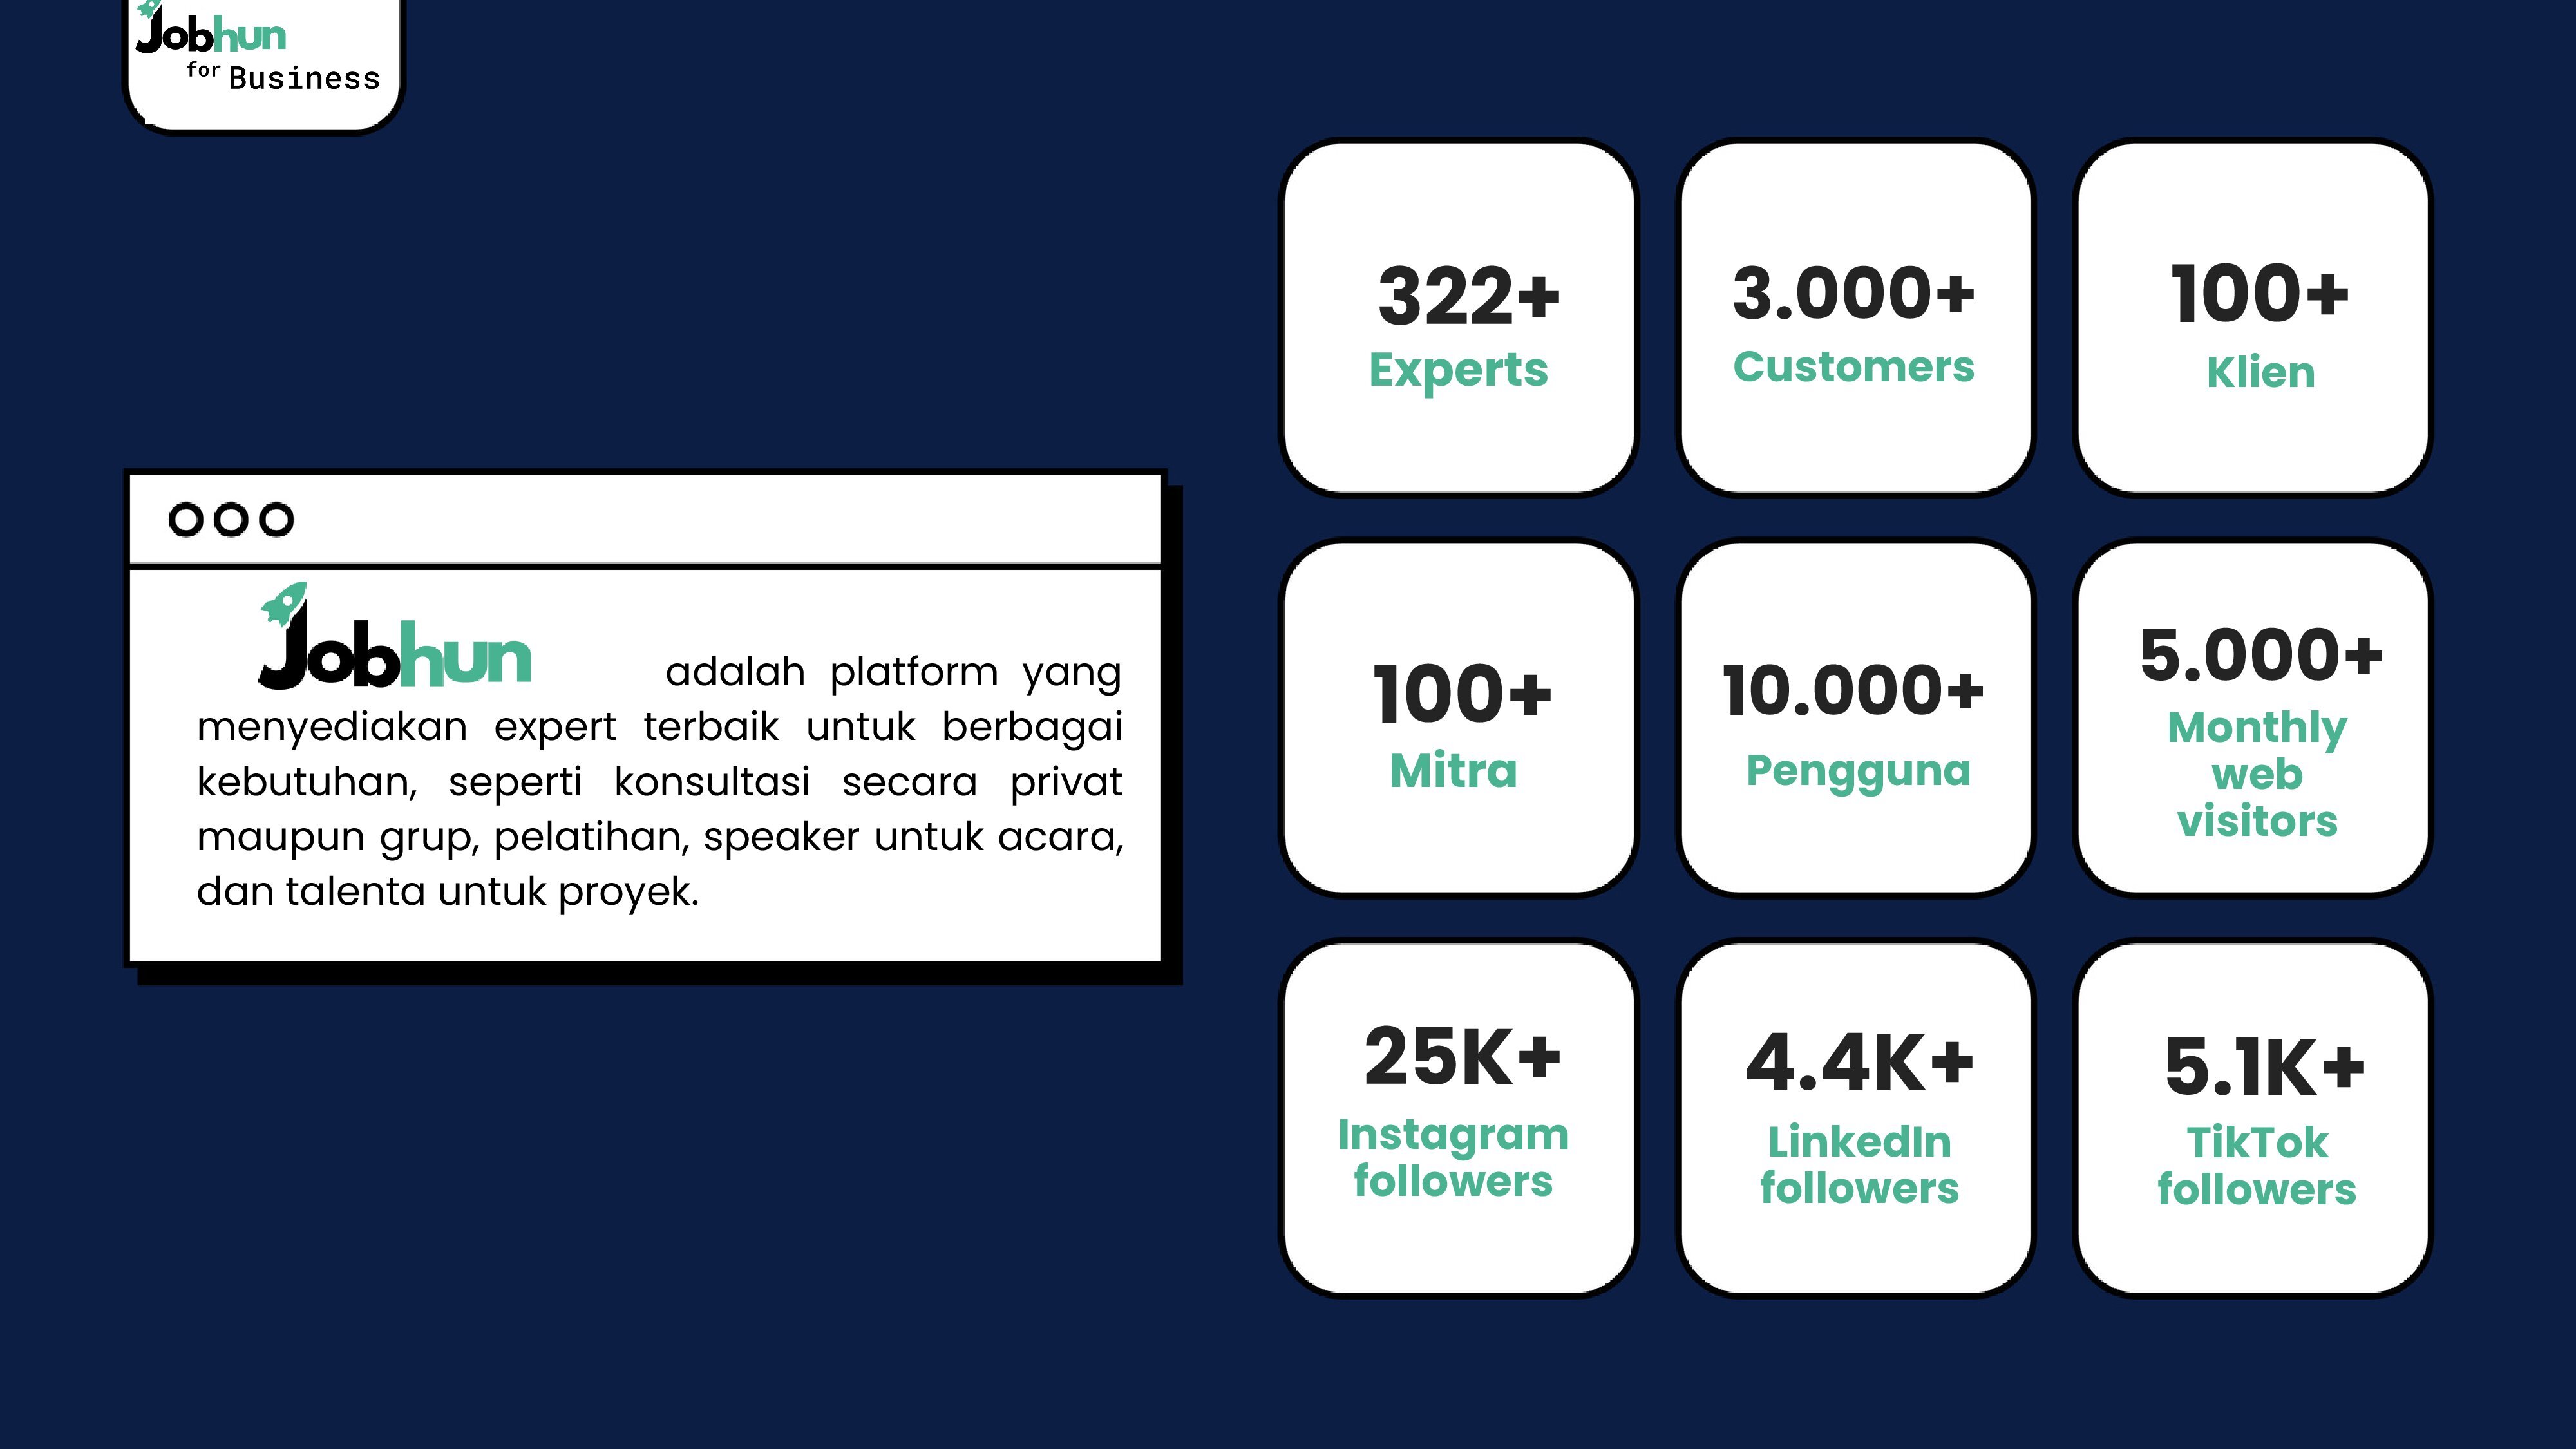 Jobhun
for Business
Jobhun adalah platform yang
menyediakan expert terbaik untuk berbagai
kebutuhan, seperti konsultasi secara privat
maupun grup, pelatihan, speaker untuk acara,
dan talenta untuk proyek.
322+
Experts
3.000+
Customers
100+
Klien
100+
Mitra
10.000+
Pengguna
5.000+
Monthly
web
visitors
25K+
Instagram
followers
4.4K+
LinkedIn
followers
5.1K+
TikTok
followers